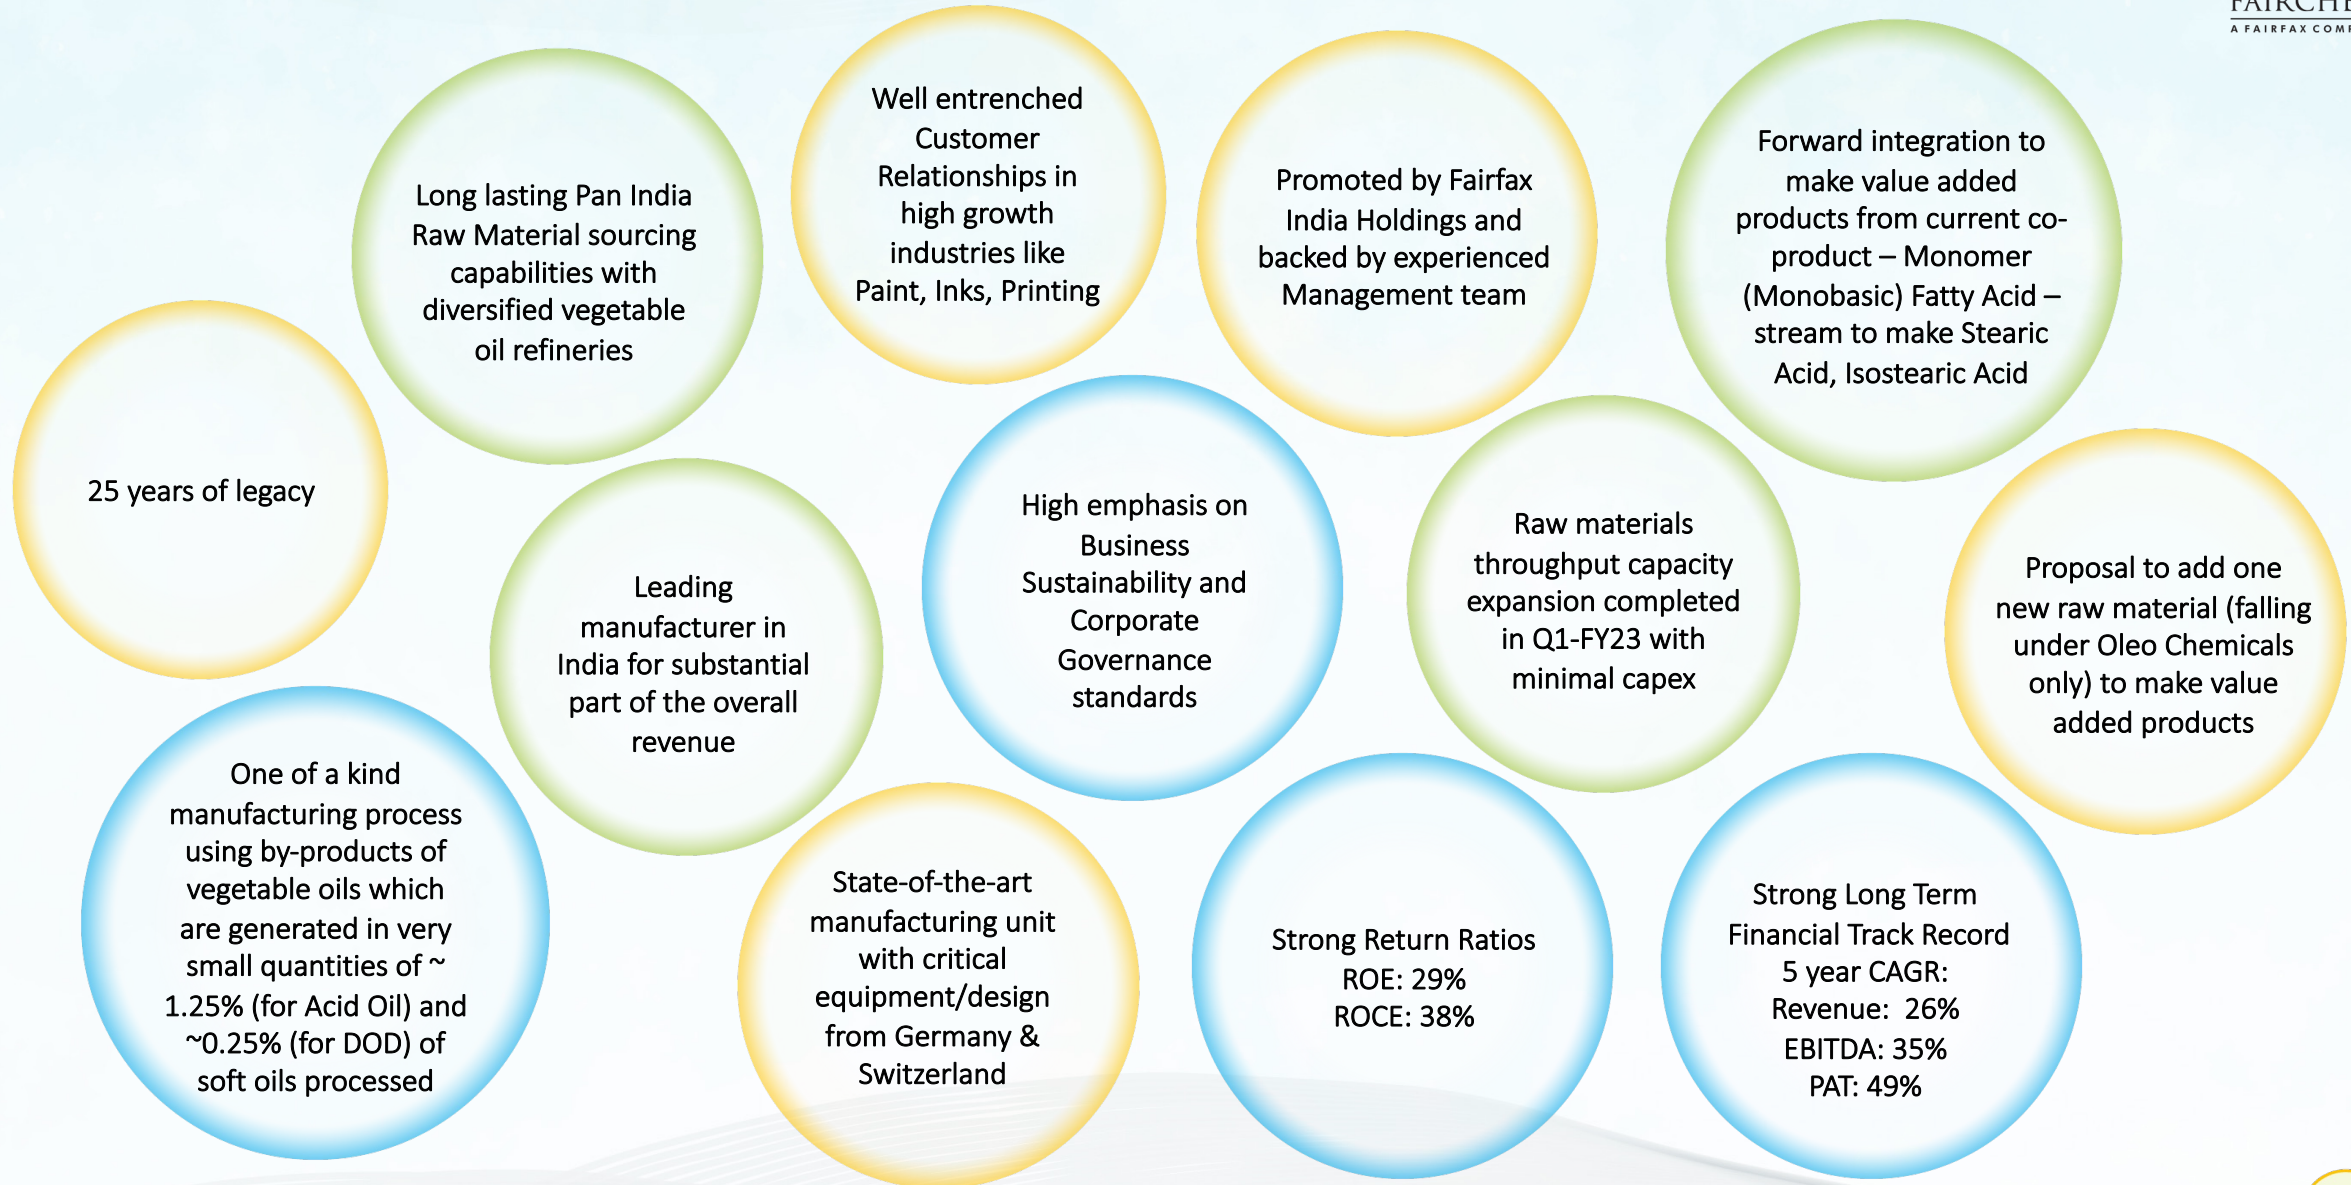 A FAIRFAX
25 years of legacy
Long lasting Pan India
Raw Material sourcing
capabilities with
diversified vegetable
oil refineries
Well entrenched
Customer
Relationships in
high growth
industries like
Paint, Inks, Printing
Promoted by Fairfax
India Holdings and
backed by experienced
Management team
Forward integration to
make value added
products from current co-
product – Monomer
(Monobasic) Fatty Acid –
stream to make Stearic
Acid, Isostearic Acid
Leading
manufacturer in
India for substantial
part of the overall
revenue
High emphasis on
Business
Sustainability and
Corporate
Governance
standards
Raw materials
throughput capacity
expansion completed
in Q1-FY23 with
minimal capex
Proposal to add one
new raw material (falling
under Oleo Chemicals
only) to make value
added products
One of a kind
manufacturing process
using by-products of
vegetable oils which
are generated in very
small quantities of ~
1.25% (for Acid Oil) and
~0.25% (for DOD) of
soft oils processed
State-of-the-art
manufacturing unit
with critical
equipment/design
from Germany &
Switzerland
Strong Return Ratios
ROE: 29%
ROCE: 38%
Strong Long Term
Financial Track Record
5 year CAGR:
Revenue: 26%
EBITDA: 35%
PAT: 49%